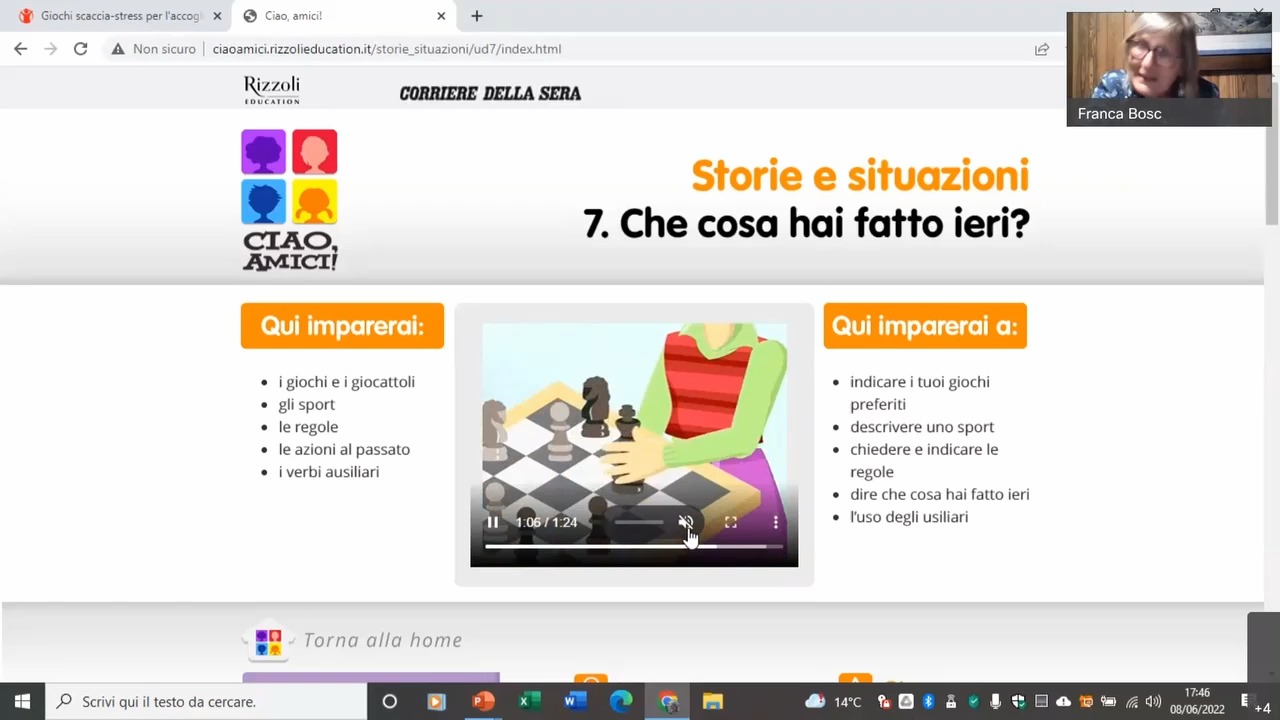 Giochi scaccia-stress per l'accogl
Ciao, amici!
Non sicuro
ciaoamici.rizzolieducation.it/storie_situazioni/ud7/index.html
Rizzoli
EDUCATION
CORRIERE DELLA SERA
Franca Bosc
CIAO,
AMICI!
Storie e situazioni
7. Che cosa hai fatto ieri?
Qui imparerai:
i giochi e i giocattoli
gli sport
le regole
le azioni al passato
i verbi ausiliari
1:06 / 1:24
Qui imparerai a:
indicare i tuoi giochi
preferiti
descrivere uno sport
chiedere e indicare le
regole
dire che cosa hai fatto ieri
l'uso degli usiliari
Torna alla home
Scrivi qui il testo da cercare.
14°C
17:46
08/06/2022
+4